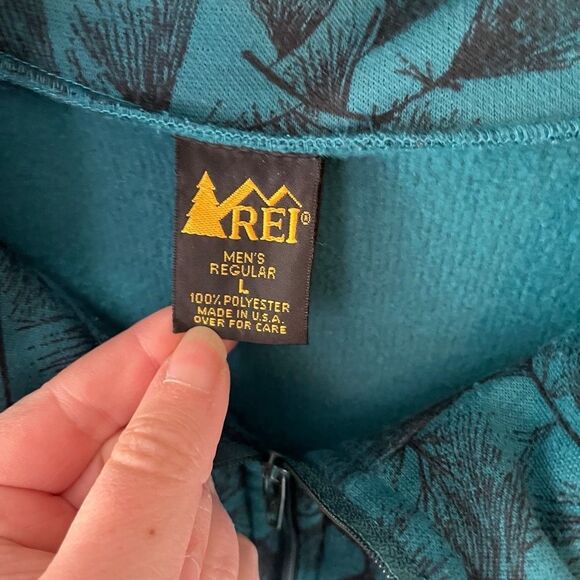 REI®
MEN'S
REGULAR
L
100% POLYESTER
MADE IN U.S.A.
OVER FOR CARE